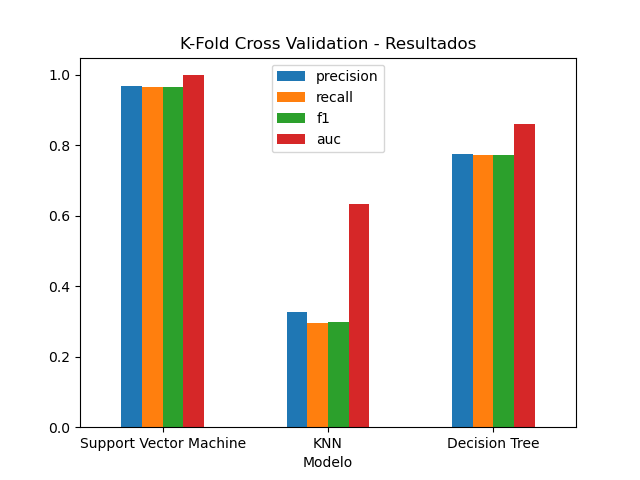 K-Fold Cross Validation - Resultados
precision
recall
f1
auc
1.0
0.8
0.6
0.4
0.2
0.0
Support Vector Machine
KNN
Decision Tree
Modelo